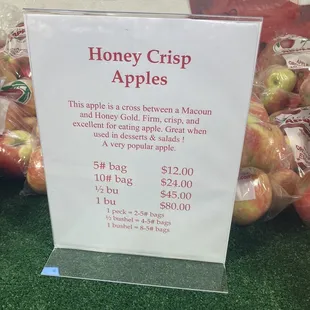 Honey Crisp
Apples
This apple is a cross between a Macoun
and Honey Gold. Firm, crisp, and
excellent for eating apple. Great when
used in desserts & salads !
A very popular apple.
5# bag $12.00
10# bag $24.00
½ bu $45.00
1 bu $80.00
1 peck = 2-5# bags
½ bushel = 4-5# bags
1 bushel = 8-5# bags